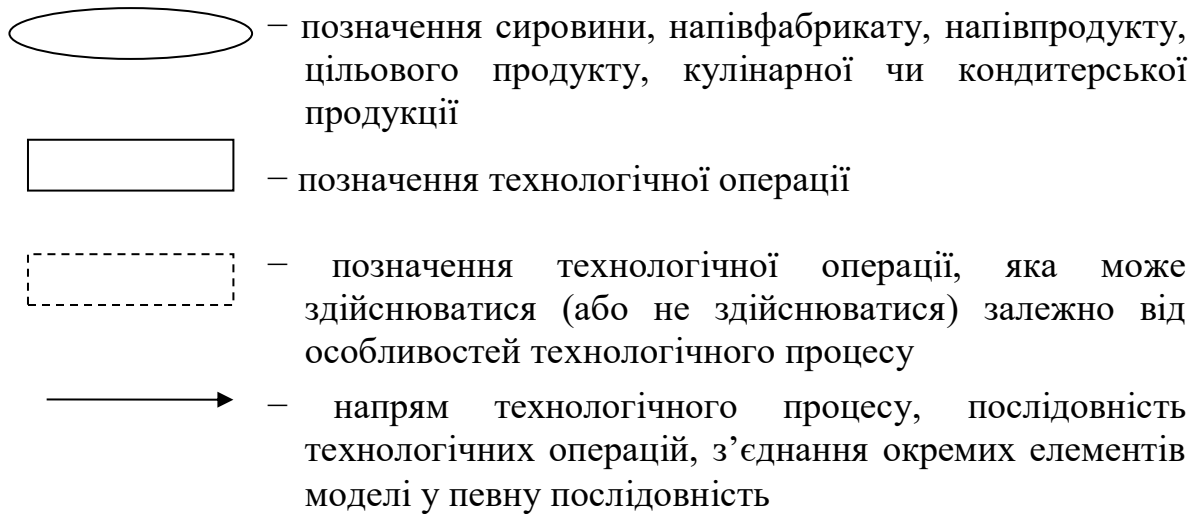 – позначення сировини, напівфабрикату, напівпродукту,
цільового продукту, кулінарної чи кондитерської
продукції
– позначення технологічної операції
– позначення технологічної операції, яка може
здійснюватися (або не здійснюватися) залежно від
особливостей технологічного процесу
– напрям технологічного процесу, послідовність
технологічних операцій, з’єднання окремих елементів
моделі у певну послідовність